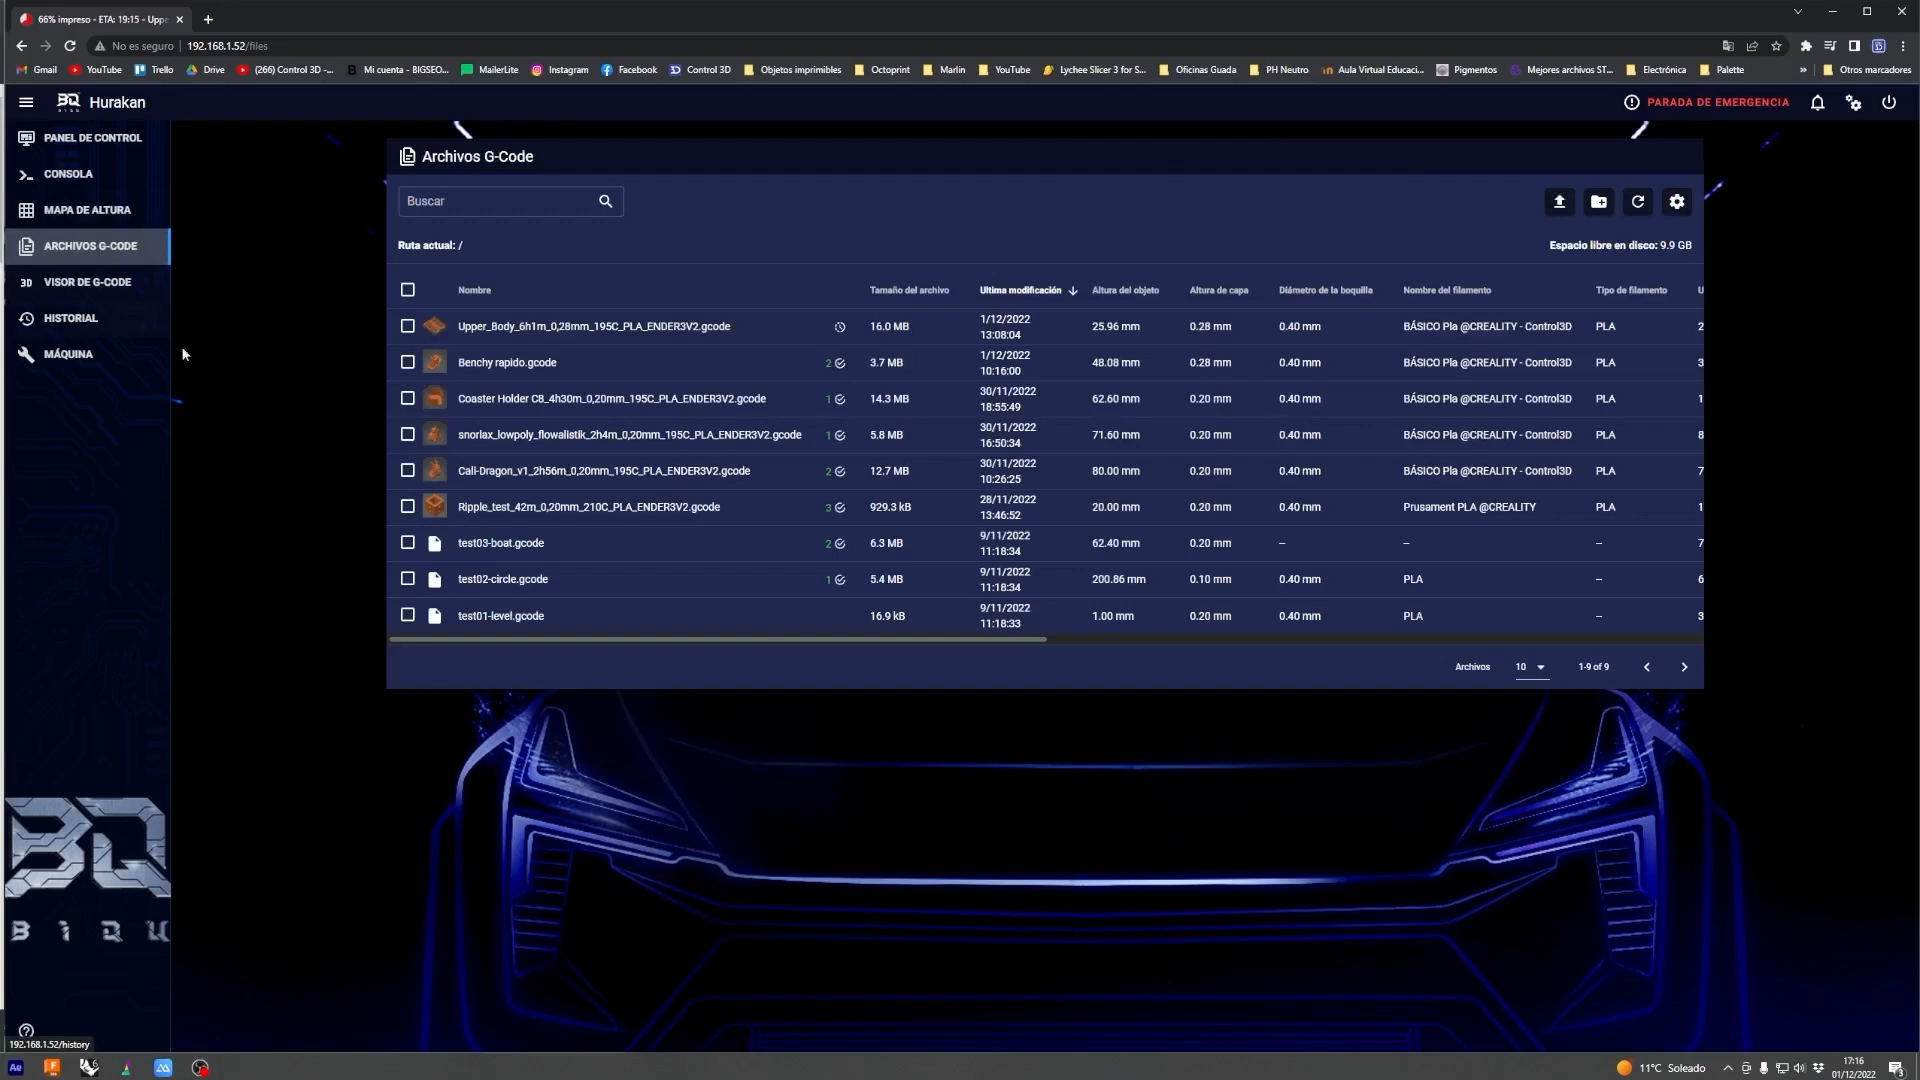 66% impreso - ETA: 19:15 - Uppe
No es seguro
192.168.1.52/files
Gmail
YouTube
Trello
Drive
(266) Control 3D -...
Mi cuenta - BIGSEO...
MailerLite
Instagram
Facebook
Control 3D
Objetos imprimibles
Octoprint
Marlin
YouTube
Lychee Slicer 3 for S...
Oficinas Guada
PH Neutro
Aula Virtual Educaci...
Pigmentos
Mejores archivos ST...
Electrónica
Palette
»
Otros marcadores
BQ
BIQU
Hurakan
PARADA DE EMERGENCIA
PANEL DE CONTROL
CONSOLA
MAPA DE ALTURA
ARCHIVOS G-CODE
3D VISOR DE G-CODE
HISTORIAL
MÁQUINA
Archivos G-Code
Buscar
Ruta actual: /
Espacio libre en disco: 9.9 GB
Nombre Tamaño del archivo Ultima modificación Altura del objeto Altura de capa Diámetro de la boquilla Nombre del filamento Tipo de filamento U
Upper_Body_6h1m_0,28mm_195C_PLA_ENDER3V2.gcode 16.0 MB 1/12/2022 13:08:04 25.96 mm 0.28 mm 0.40 mm BÁSICO Pla @CREALITY - Control3D PLA 2
Benchy rapido.gcode 2 3.7 MB 1/12/2022 10:16:00 48.08 mm 0.28 mm 0.40 mm BÁSICO Pla @CREALITY - Control3D PLA 3
Coaster Holder C8_4h30m_0,20mm_195C_PLA_ENDER3V2.gcode 1 14.3 MB 30/11/2022 18:55:49 62.60 mm 0.20 mm 0.40 mm BÁSICO Pla @CREALITY - Control3D PLA 1
snorlax_lowpoly_flowalistik_2h4m_0,20mm_195C_PLA_ENDER3V2.gcode 1 5.8 MB 30/11/2022 16:50:34 71.60 mm 0.20 mm 0.40 mm BÁSICO Pla @CREALITY - Control3D PLA 8
Cali-Dragon_v1_2h56m_0,20mm_195C_PLA_ENDER3V2.gcode 2 12.7 MB 30/11/2022 10:26:25 80.00 mm 0.20 mm 0.40 mm BÁSICO Pla @CREALITY - Control3D PLA 7
Ripple_test_42m_0,20mm_210C_PLA_ENDER3V2.gcode 3 929.3 kB 28/11/2022 13:46:52 20.00 mm 0.20 mm 0.40 mm Prusament PLA @CREALITY PLA 1
test03-boat.gcode 2 6.3 MB 9/11/2022 11:18:34 62.40 mm 0.20 mm -- -- -- 7
test02-circle.gcode 1 5.4 MB 9/11/2022 11:18:34 200.86 mm 0.10 mm 0.40 mm PLA -- 6
test01-level.gcode 16.9 kB 9/11/2022 11:18:33 1.00 mm 0.20 mm 0.40 mm PLA -- 3
Archivos 10 1-9 of 9
BQ
BIQU
192.168.1.52/history
Ae
11°C Soleado
17:16
01/12/2022
3